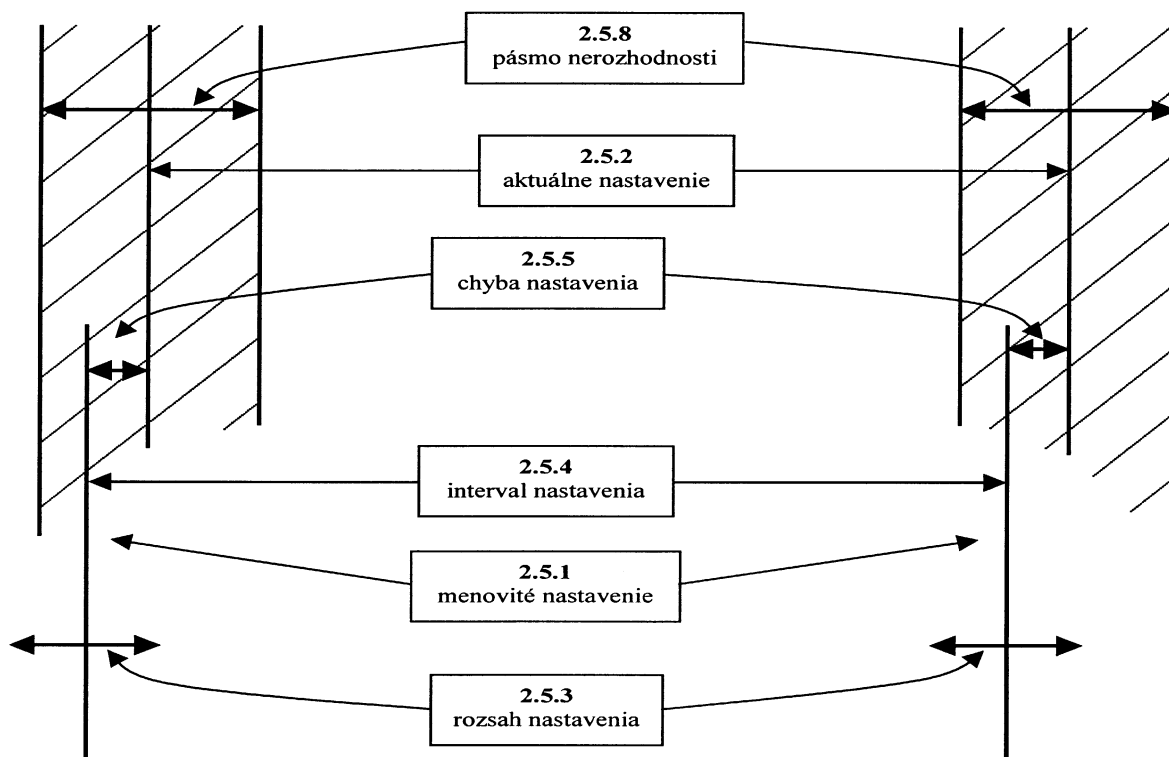 2.5.8
pásmo nerozhodnosti
2.5.2
aktuálne nastavenie
2.5.5
chyba nastavenia
2.5.4
interval nastavenia
2.5.1
menovité nastavenie
2.5.3
rozsah nastavenia